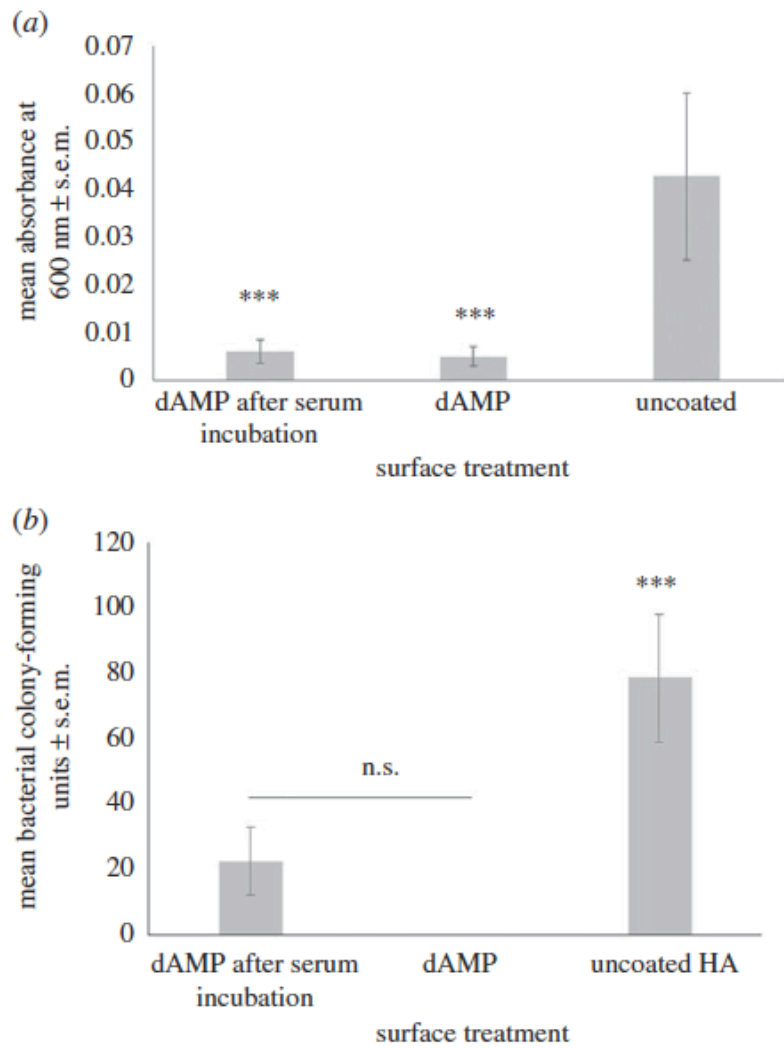 (a)
0.07
0.06
0.05
0.04
0.03
0.02
0.01
0
mean absorbance at
600 nm ± s.e.m.
***
***
dAMP after serum
incubation
dAMP
uncoated
surface treatment
(b)
120
100
80
60
40
20
0
mean bacterial colony-forming
units ± s.e.m.
n.s.
***
dAMP after serum
incubation
dAMP
uncoated HA
surface treatment